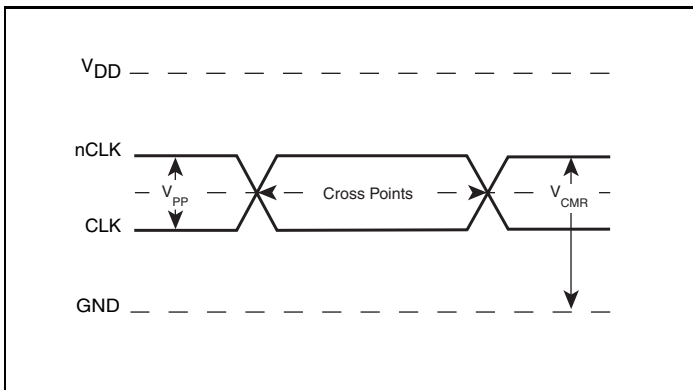 VDD
nCLK
VPP
Cross Points
VCMR
CLK
GND